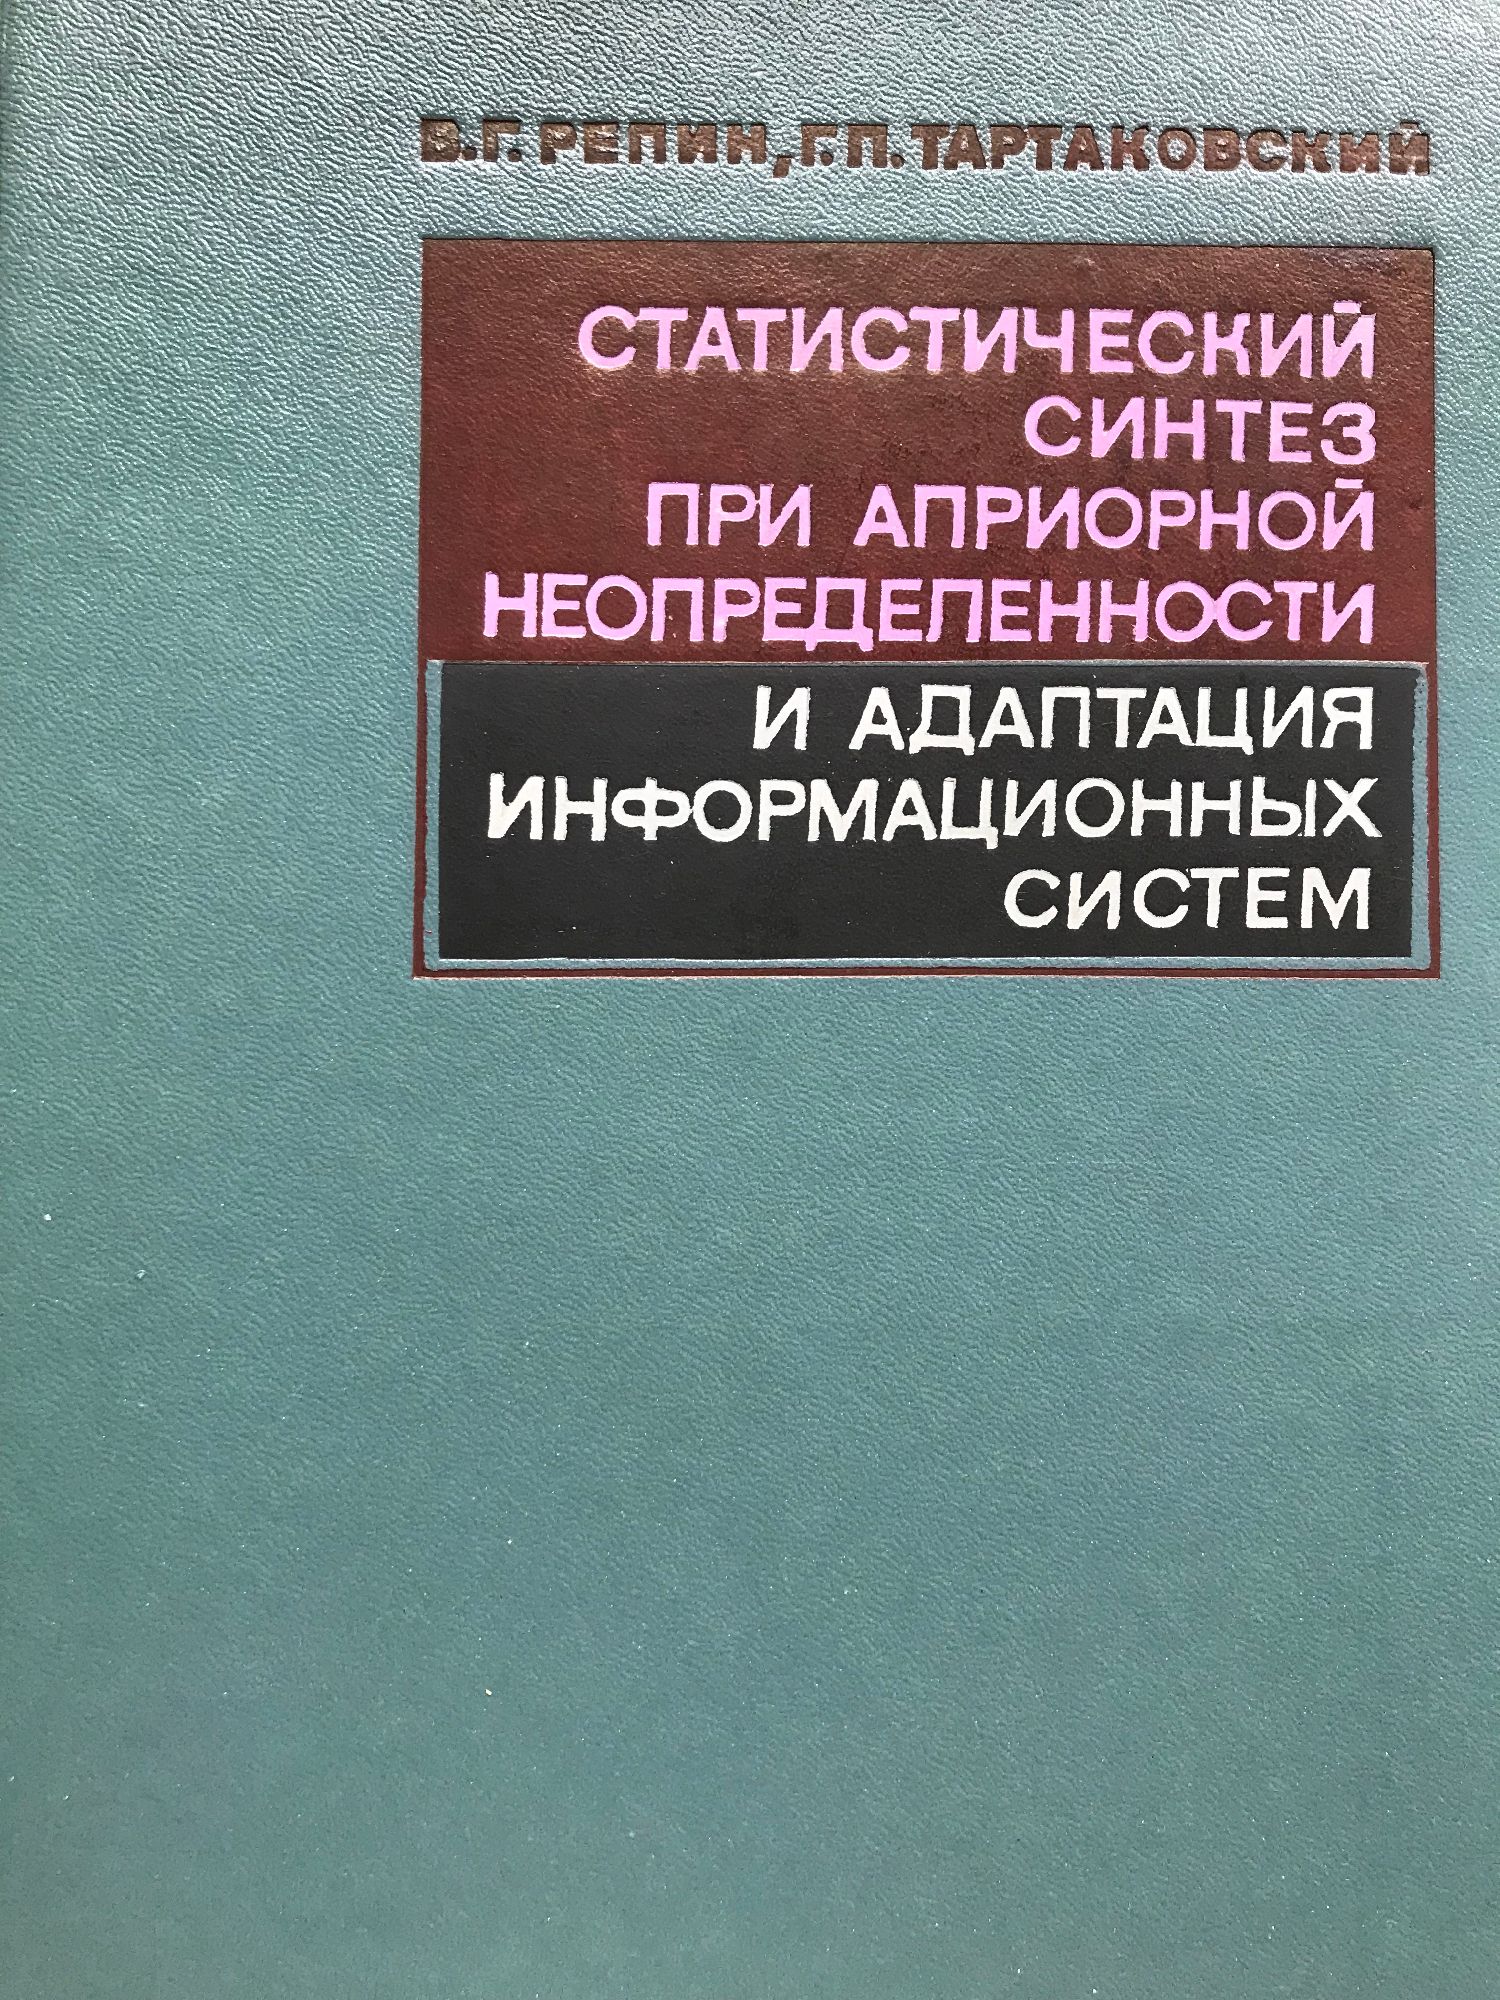 В.Г. РЕПИН, Г.П. ТАРТАКОВСКИЙ
СТАТИСТИЧЕСКИЙ
СИНТЕЗ
ПРИ АПРИОРНОЙ
НЕОПРЕДЕЛЕННОСТИ
И АДАПТАЦИЯ
ИНФОРМАЦИОННЫХ
СИСТЕМ